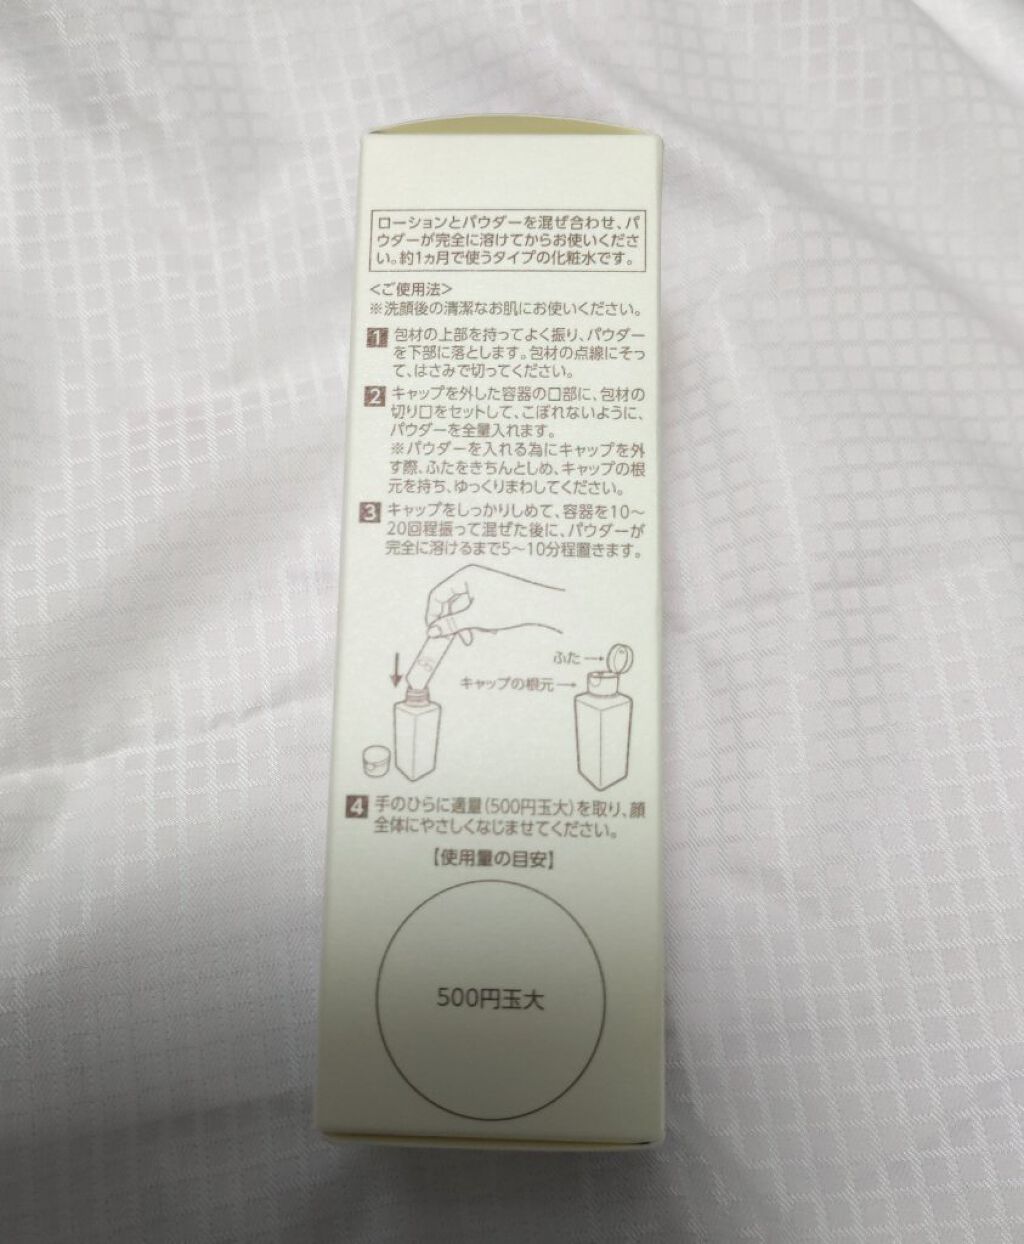 ローションとパウダーを混ぜ合わせ、パ
ウダーが完全に溶けてからお使いくださ
い。約1ヵ月で使うタイプの化粧水です。
＜ご使用法＞
※洗顔後の清潔なお肌にお使いください。
1 包材の上部を持ってよく振り、パウダー
を下部に落とします。包材の点線にそっ
て、はさみで切ってください。
2 キャップを外した容器の口部に、包材の
切り口をセットして、こぼれないように、
パウダーを全量入れます。
※パウダーを入れる為にキャップを外
す際、ふたをきちんとしめ、キャップの根
元を持ち、ゆっくりまわしてください。
3 キャップをしっかりしめて、容器を10〜
20回程振って混ぜた後に、パウダーが
完全に溶けるまで5〜10分程置きます。
ふた
キャップの根元
4 手のひらに適量(500円玉大)を取り、顔
全体にやさしくなじませてください。
【使用量の目安】
500円玉大